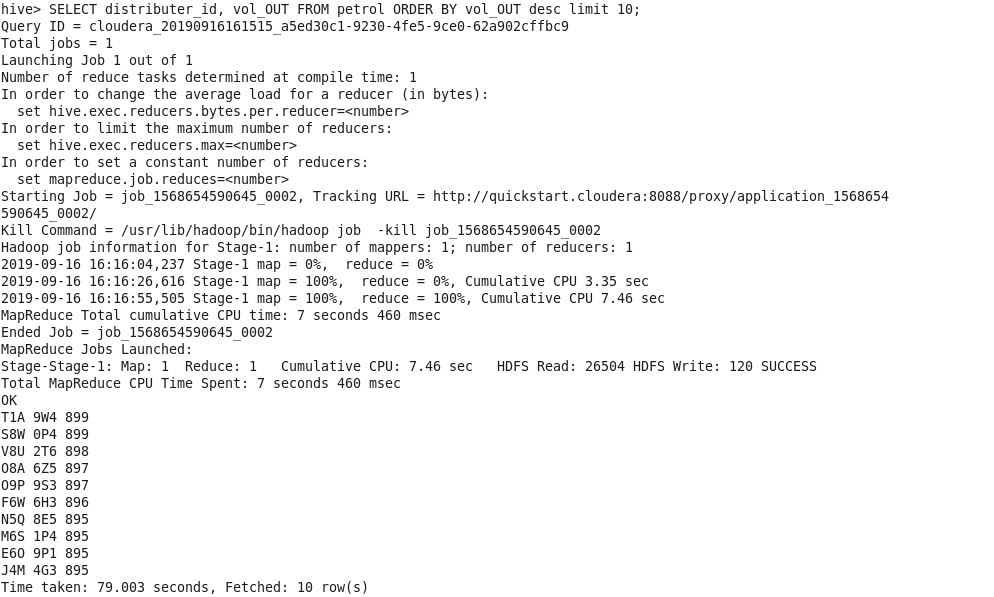 hive> SELECT distributer_id, vol_OUT FROM petrol ORDER BY vol_OUT desc limit 10;
Query ID = cloudera_20190916161515_a5ed30c1-9230-4fe5-9ce0-62a902cffbc9
Total jobs = 1
Launching Job 1 out of 1
Number of reduce tasks determined at compile time: 1
In order to change the average load for a reducer (in bytes):
  set hive.exec.reducers.bytes.per.reducer=<number>
In order to limit the maximum number of reducers:
  set hive.exec.reducers.max=<number>
In order to set a constant number of reducers:
  set mapreduce.job.reduces=<number>
Starting Job = job_1568654590645_0002, Tracking URL = http://quickstart.cloudera:8088/proxy/application_1568654
590645_0002/
Kill Command = /usr/lib/hadoop/bin/hadoop job  -kill job_1568654590645_0002
Hadoop job information for Stage-1: number of mappers: 1; number of reducers: 1
2019-09-16 16:16:04,237 Stage-1 map = 0%,  reduce = 0%
2019-09-16 16:16:26,616 Stage-1 map = 100%,  reduce = 0%, Cumulative CPU 3.35 sec
2019-09-16 16:16:55,505 Stage-1 map = 100%,  reduce = 100%, Cumulative CPU 7.46 sec
MapReduce Total cumulative CPU time: 7 seconds 460 msec
Ended Job = job_1568654590645_0002
MapReduce Jobs Launched:
Stage-Stage-1: Map: 1  Reduce: 1   Cumulative CPU: 7.46 sec   HDFS Read: 26504 HDFS Write: 120 SUCCESS
Total MapReduce CPU Time Spent: 7 seconds 460 msec
OK
T1A 9W4 899
S8W 0P4 899
V8U 2T6 898
O8A 6Z5 897
O9P 9S3 897
F6W 6H3 896
N5Q 8E5 895
M6S 1P4 895
E6O 9P1 895
J4M 4G3 895
Time taken: 79.003 seconds, Fetched: 10 row(s)